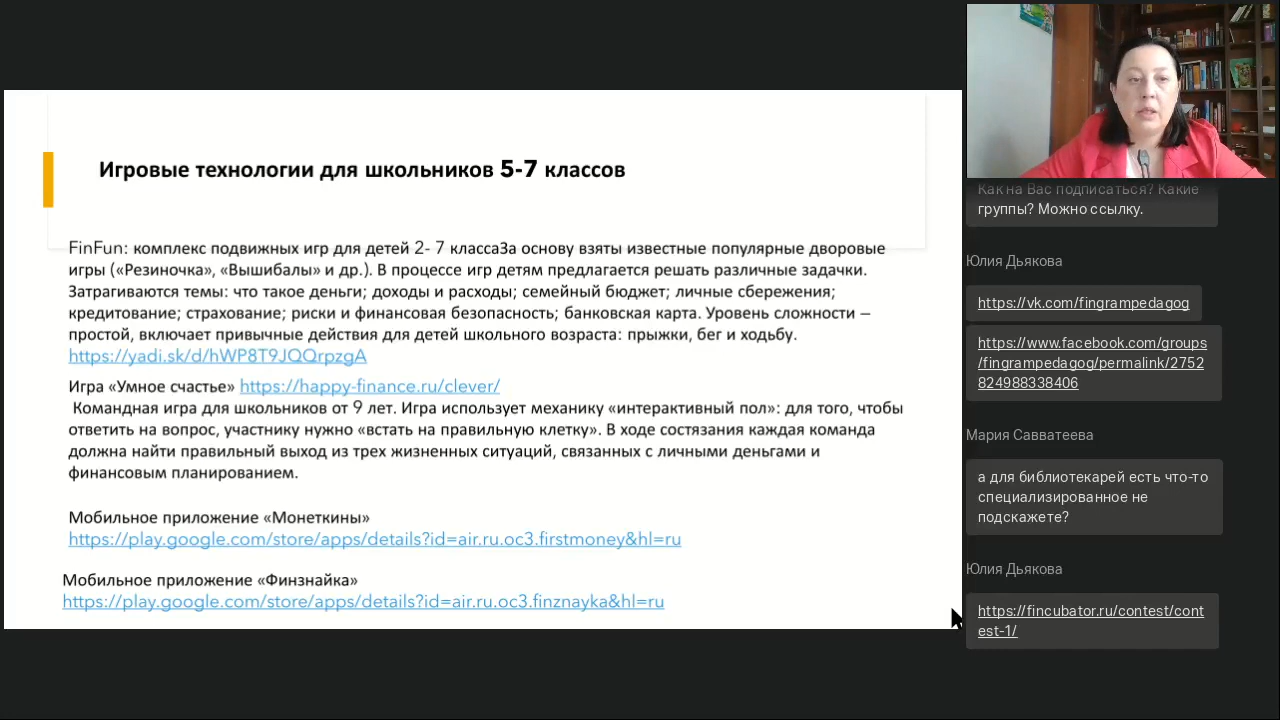 Игровые технологии для школьников 5-7 классов
FinFun: комплекс подвижных игр для детей 2- 7 классаЗа основу взяты известные популярные дворовые
игры («Резиночка», «Вышибалы» и др.). В процессе игр детям предлагается решать различные задачки.
Затрагиваются темы: что такое деньги; доходы и расходы; семейный бюджет; личные сбережения;
кредитование; страхование; риски и финансовая безопасность; банковская карта. Уровень сложности –
простой, включает привычные действия для детей школьного возраста: прыжки, бег и ходьбу.
https://yadi.sk/d/hWP8T9JQQrpzgA
Игра «Умное счастье» https://happy-finance.ru/clever/
Командная игра для школьников от 9 лет. Игра использует механику «интерактивный пол»: для того, чтобы
ответить на вопрос, участнику нужно «встать на правильную клетку». В ходе состязания каждая команда
должна найти правильный выход из трех жизненных ситуаций, связанных с личными деньгами и
финансовым планированием.
Мобильное приложение «Монеткины»
https://play.google.com/store/apps/details?id=air.ru.oc3.firstmoney&hl=ru
Мобильное приложение «Финзнайка»
https://play.google.com/store/apps/details?id=air.ru.oc3.finznayka&hl=ru
Как на Вас подписаться? Какие
группы? Можно ссылку.
Юлия Дьякова
https://vk.com/fingrampedagog
https://www.facebook.com/groups
/fingrampedagog/permalink/2752
824988338406
Мария Савватеева
а для библиотекарей есть что-то
специализированное не
подскажете?
Юлия Дьякова
https://fincubator.ru/contest/cont
est-1/